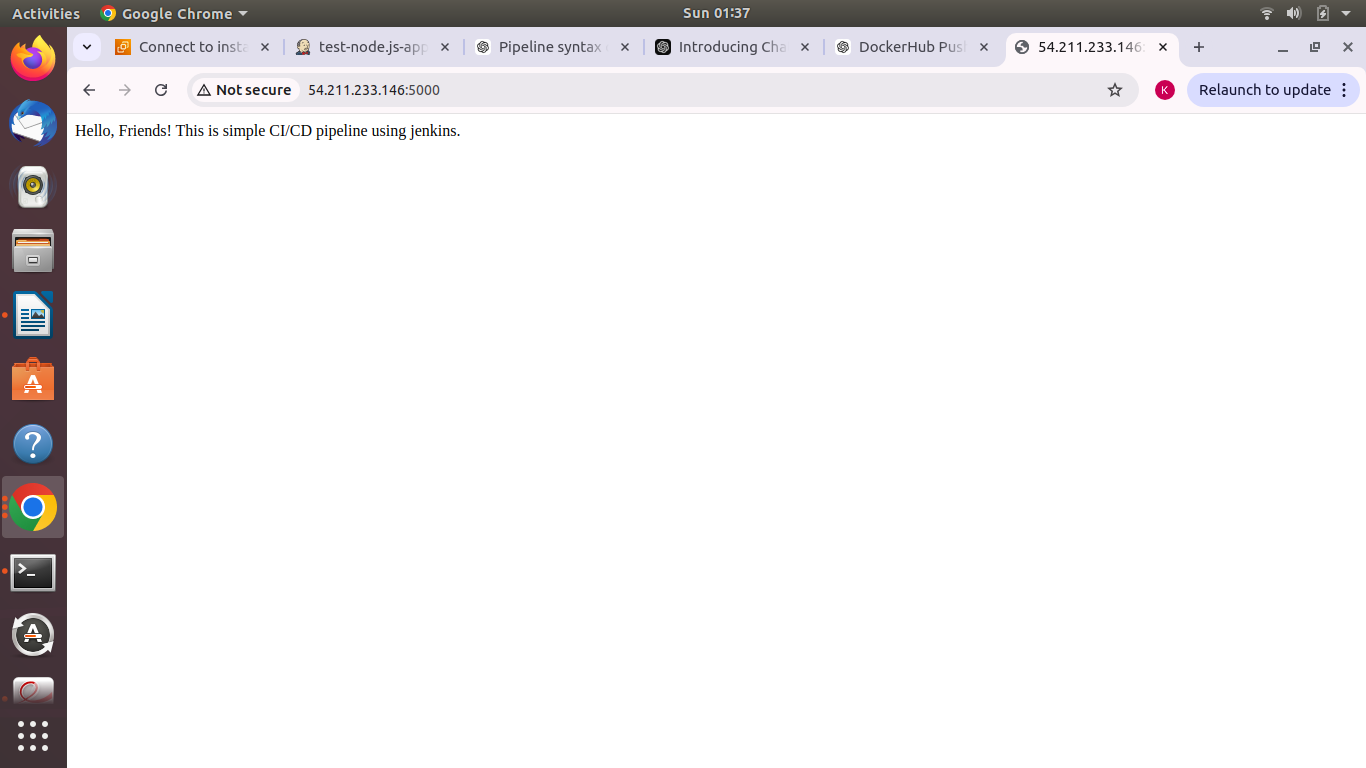 Activities Google Chrome Sun 01:37
Connect to insta test-node.js-app Pipeline syntax Introducing Cha DockerHub Pus 54.211.233.146:
Not secure 54.211.233.146:5000 K Relaunch to update
Hello, Friends! This is simple CI/CD pipeline using jenkins.